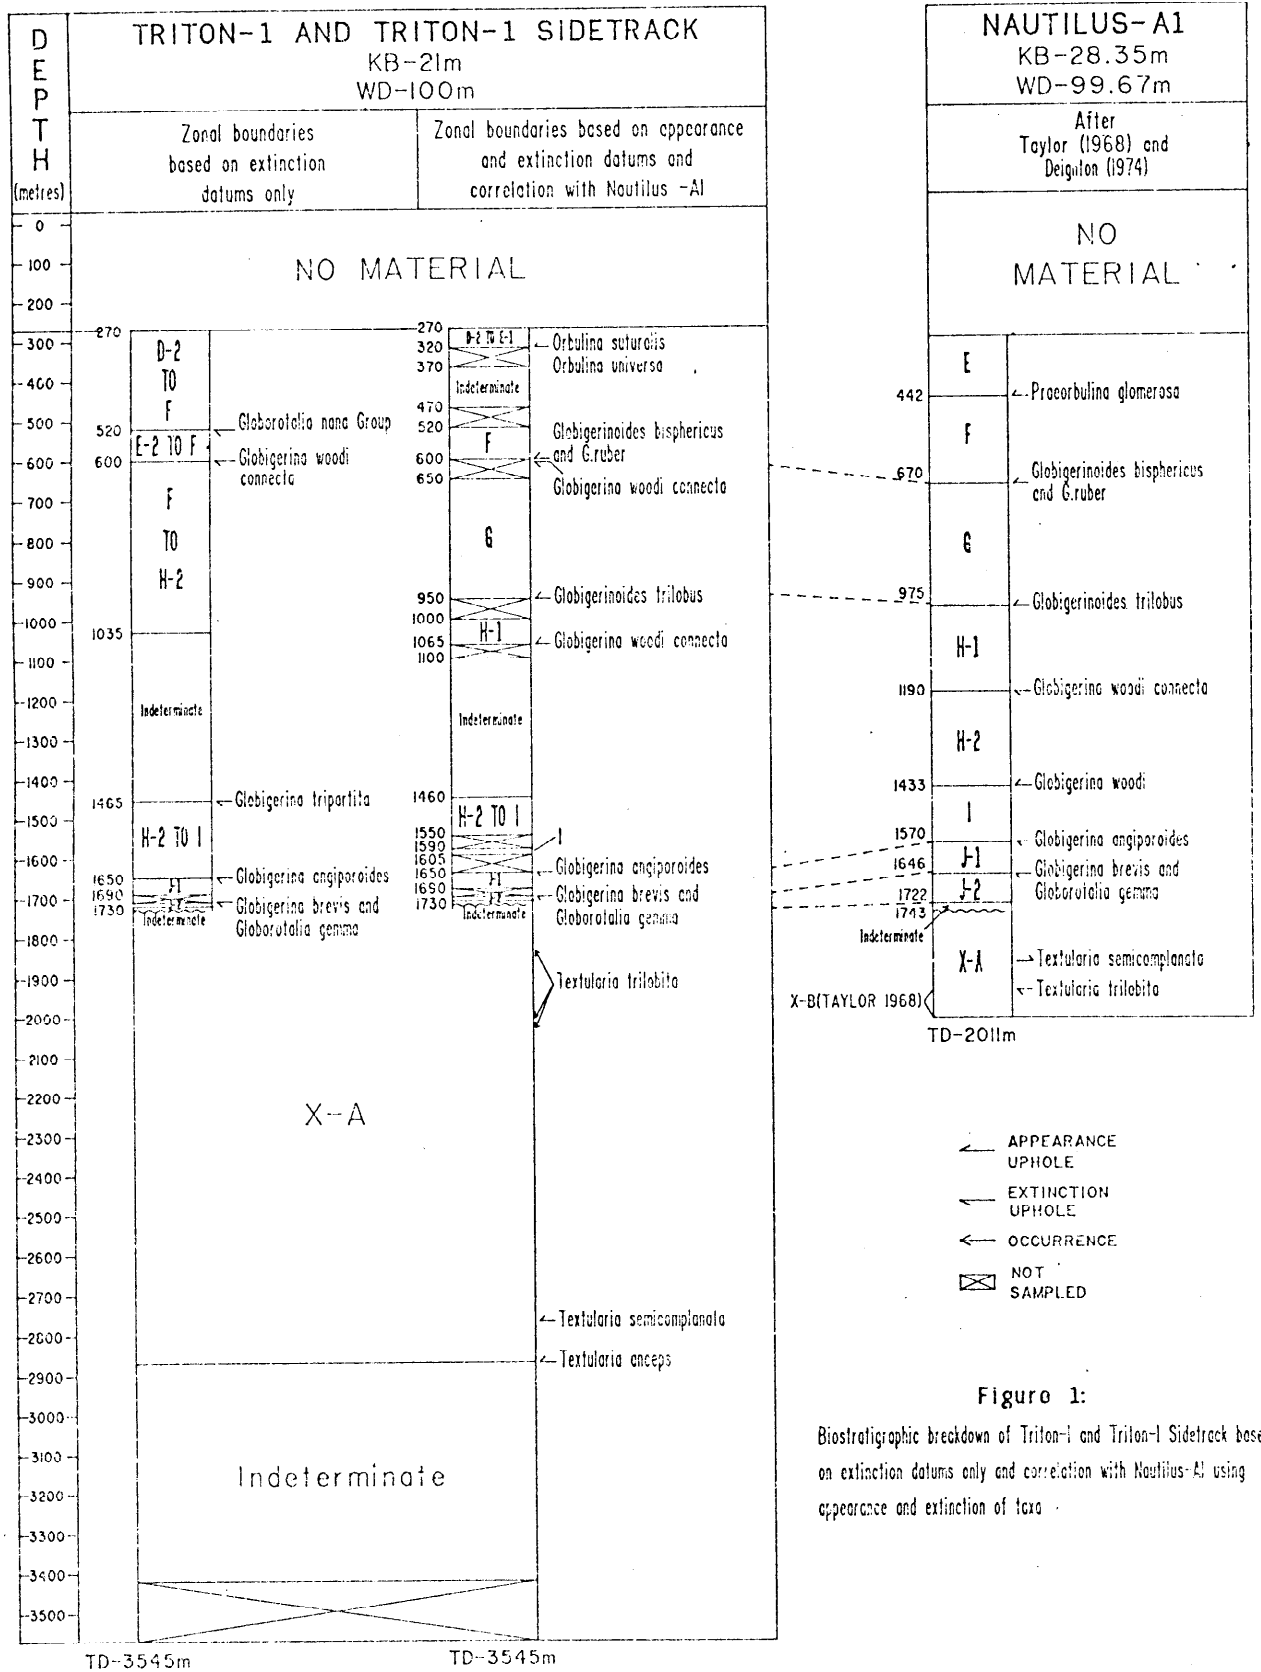 DEPTH
(metres)
TRITON-1 AND TRITON-1 SIDETRACK
KB-21m
WD-100m
Zonal boundaries
based on extinction
datums only
Zonal boundaries based on appearance
and extinction datums and
correlation with Nautilus -A1
NAUTILUS-A1
KB-28.35m
WD-99.67m
After
Taylor (1968) and
Deighton (1974)
0
100
200
300
400
500
600
700
800
900
1000
1100
1200
1300
1400
1500
1600
1700
1800
1900
2000
2100
2200
2300
2400
2500
2600
2700
2800
2900
3000
3100
3200
3300
3400
3500
NO MATERIAL
270
D-2
TO
F
520
Globorotalia nana Group
E-2 TO F
600
Globigerina woodi
connecta
F
TO
H-2
1035
Indeterminate
1465
Globigerina tripartita
H-2 TO I
1650
Globigerina angiporoides
J-1
1690
Globigerina brevis and
Globorotalia gemma
J-2
1730
Indeterminate
270
D-2 TO E-1
320
Orbulina suturalis
370
Orbulina universa
Indeterminate
470
520
F
Globigerinoides bisphericus
and G.ruber
600
650
Globigerina woodi connecta
G
950
Globigerinoides trilobus
1000
H-1
1065
Globigerina woodi connecta
1100
Indeterminate
1460
H-2 TO I
1550
1590
I
1605
1650
Globigerina angiporoides
J-1
1690
Globigerina brevis and
Globorotalia gemma
J-2
1730
Indeterminate
Textularia trilobita
X-A
Textularia semicomplanata
Textularia anceps
Indeterminate
TD-3545m
TD-3545m
NO
MATERIAL
E
442
Praeorbulina glomerosa
F
670
Globigerinoides bisphericus
and G.ruber
G
975
Globigerinoides trilobus
H-1
1190
Globigerina woodi connecta
H-2
1433
Globigerina woodi
I
1570
Globigerina angiporoides
J-1
1646
Globigerina brevis and
Globorotalia gemma
J-2
1722
1743
Indeterminate
X-A
Textularia semicomplanata
Textularia trilobita
X-B(TAYLOR 1968)
TD-2011m
APPEARANCE
UPHOLE
EXTINCTION
UPHOLE
OCCURRENCE
NOT
SAMPLED
Figure 1:
Biostratigraphic breakdown of Triton-1 and Triton-1 Sidetrack base
on extinction datums only and correlation with Nautilus-A1 using
appearance and extinction of taxa